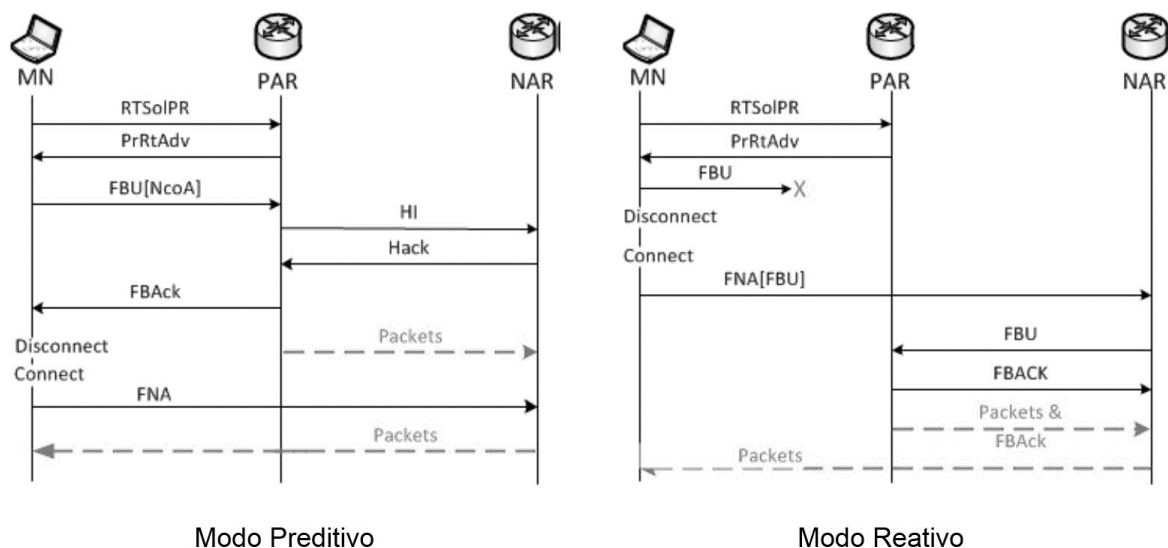 MN
PAR
NAR
RTSolPR
PrRtAdv
FBU[NcoA]
HI
Hack
FBAck
Packets
Disconnect
Connect
FNA
Packets
Modo Preditivo
MN
PAR
NAR
RTSolPR
PrRtAdv
FBU
X
Disconnect
Connect
FNA[FBU]
FBU
FBACK
Packets &
FBAck
Packets
Modo Reativo